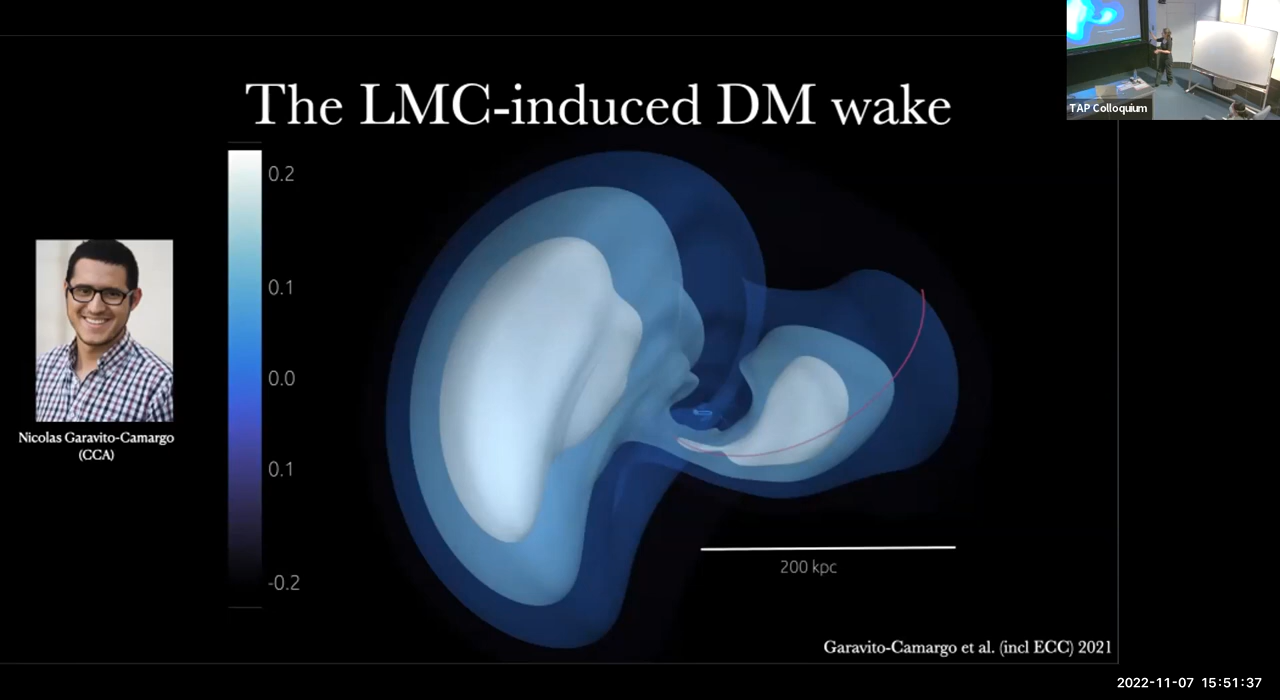 The LMC-induced DM wake
TAP Colloquium
0.2
0.1
0.0
0.1
-0.2
Nicolas Garavito-Camargo
(CCA)
200 kpc
Garavito-Camargo et al. (incl ECC) 2021
2022-11-07 15:51:37